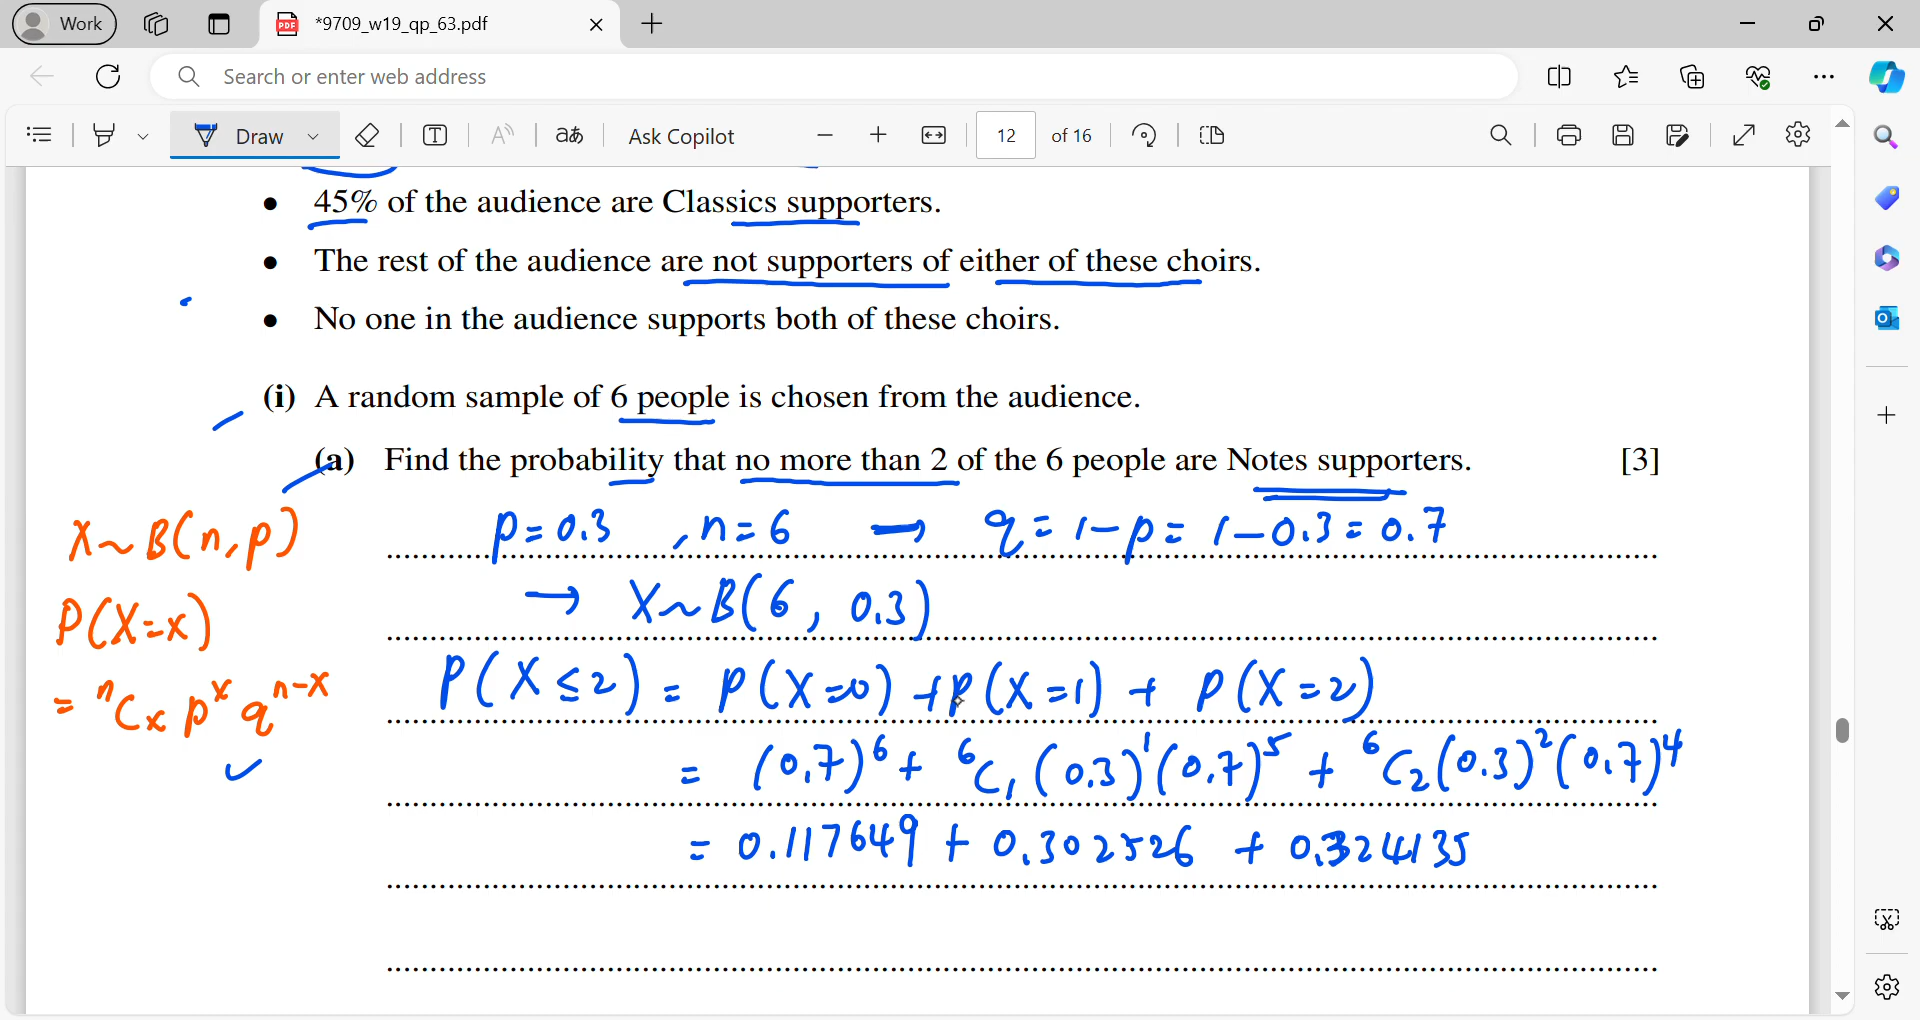 Work
*9709_w19_qp_63.pdf
Search or enter web address
Draw
Ask Copilot
12 of 16
• 45% of the audience are Classics supporters.
• The rest of the audience are not supporters of either of these choirs.
• No one in the audience supports both of these choirs.
(i) A random sample of 6 people is chosen from the audience.
(a) Find the probability that no more than 2 of the 6 people are Notes supporters. [3]
X~B(n,p)
P(X=x)
= ⁿCₓ pˣ qⁿ⁻ˣ
p=0.3 , n=6 → q = 1-p = 1-0.3 = 0.7
→ X~B(6, 0.3)
P(X≤2) = P(X=0) + P(X=1) + P(X=2)
= (0.7)⁶ + ⁶C₁ (0.3)¹(0.7)⁵ + ⁶C₂(0.3)²(0.7)⁴
= 0.117649 + 0.302526 + 0.324135